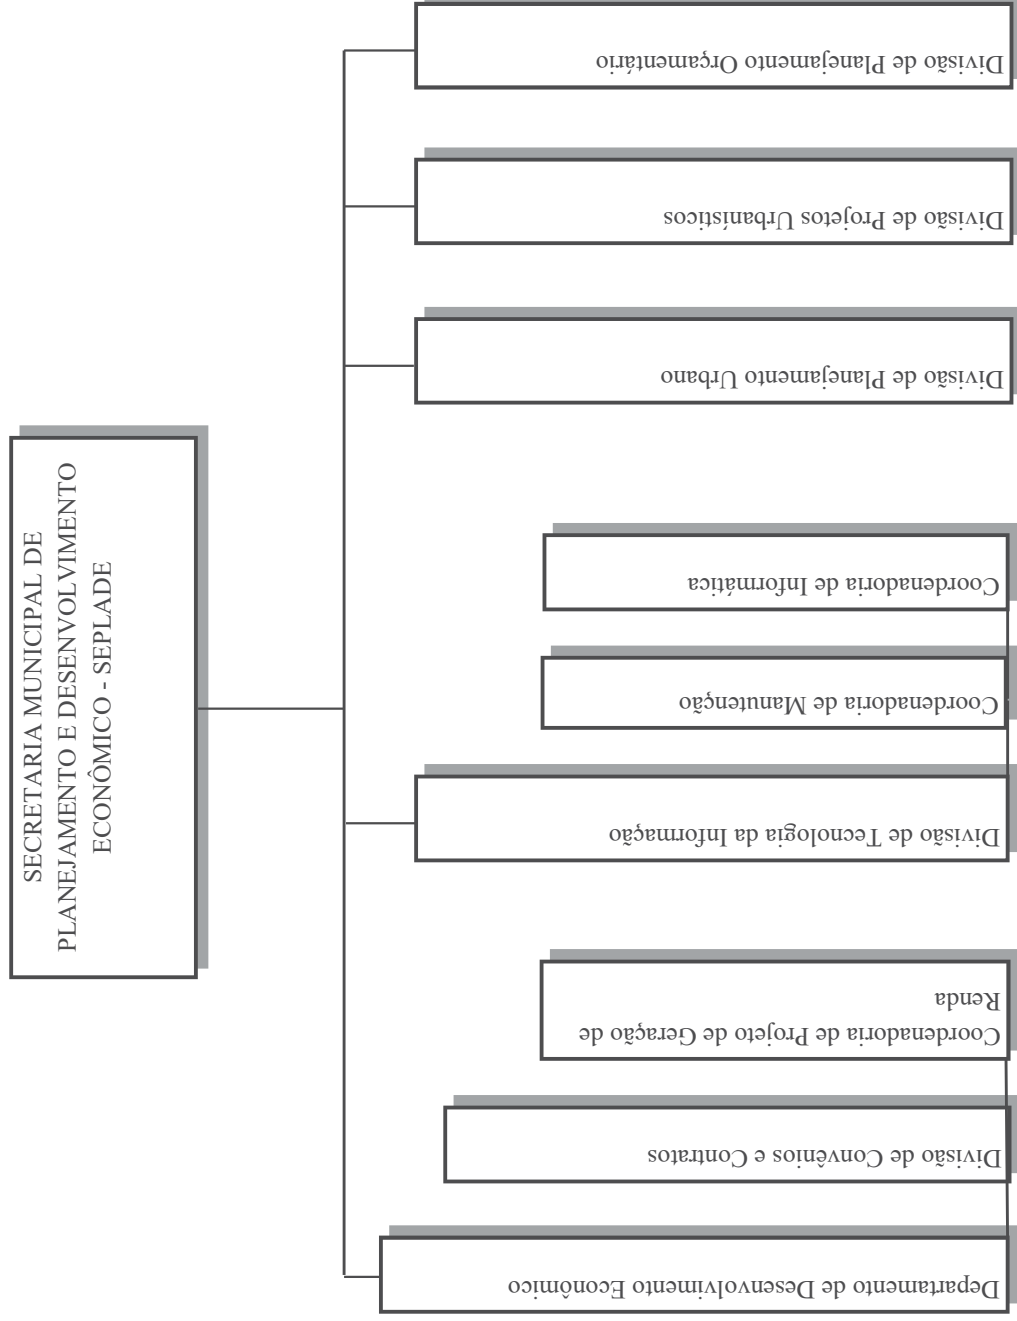 SECRETARIA MUNICIPAL DE
PLANEJAMENTO E DESENVOLVIMENTO
ECONÔMICO - SEPLADE
Departamento de Desenvolvimento Econômico
Divisão de Convênios e Contratos
Coordenadoria de Projeto de Geração de
Renda
Divisão de Tecnologia da Informação
Coordenadoria de Manutenção
Coordenadoria de Informática
Divisão de Planejamento Urbano
Divisão de Projetos Urbanísticos
Divisão de Planejamento Orçamentário